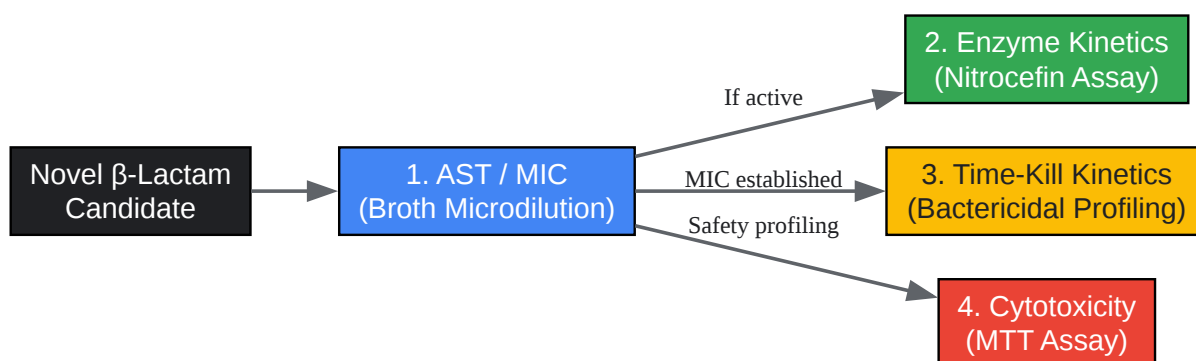 Novel β-Lactam
Candidate
1. AST / MIC
(Broth Microdilution)
If active
MIC established
Safety profiling
2. Enzyme Kinetics
(Nitrocefin Assay)
3. Time-Kill Kinetics
(Bactericidal Profiling)
4. Cytotoxicity
(MTT Assay)